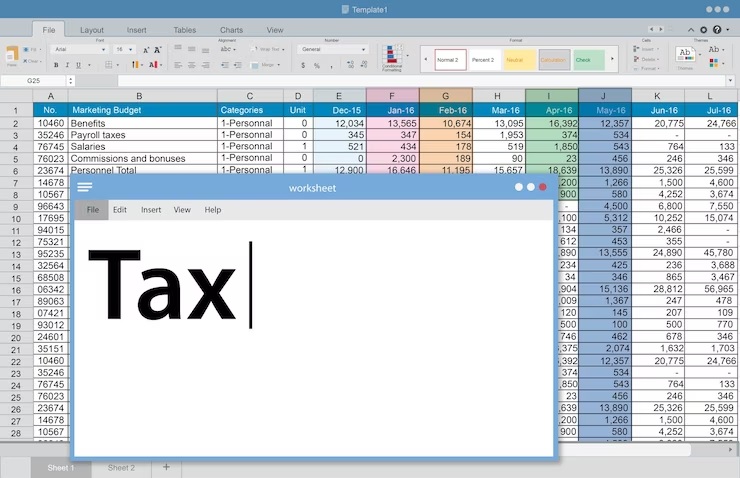 Template1
File Layout Insert Tables Charts View
Font Alignment Number Format Cells Themes
Arial 16 A A abc General Normal 2 Percent 2 Neutral Calculation Check Insert Ab Ab
B I U Merge Conditional Formatting Delete Format Themes
G25
A B C D E F G H I J K L
1 No. Marketing Budget Categories Unit Dec-15 Jan-16 Feb-16 Mar-16 Apr-16 May-16 Jun-16 Jul-16
2 10460 Benefits 1-Personnal 0 12,034 13,565 10,674 13,095 16,392 12,357 20,775 24,766
3 35246 Payroll taxes 1-Personnal 0 345 347 154 1,953 374 534 - -
4 76745 Salaries 1-Personnal 1 521 434 178 519 1,850 543 764 133
5 76023 Commissions and bonuses 1-Personnal 0 0 2,300 189 90 23 456 246 346
6 23674 Personnel Total 1-Personnal 1 12,900 16,646 11,195 15,657 18,639 13,890 25,326 25,599
7 14678 ,200 1,266 1,500 4,600
8 10567 900 580 4,252 3,674
9 96643 - 4,500 6,800 7,550
10 17695 ,100 5,312 10,252 15,074
11 94015 134 357 2,466 -
12 75321 612 453 355 -
13 95235 ,890 13,555 24,890 45,780
14 32564 234 425 236 3,688
15 68508 34 346 865 3,467
16 06342 ,904 15,136 28,812 56,965
17 89063 ,009 1,367 247 478
18 07421 120 145 207 109
19 93012 500 100 500 770
20 24601 746 462 678 346
21 35151 ,375 2,074 1,632 1,703
22 10460 ,392 12,357 20,775 24,766
23 35246 374 534 - -
24 76745 ,850 543 764 133
25 76023 23 456 246 346
26 23674 ,639 13,890 25,326 25,599
27 14678 ,200 1,266 1,500 4,600
28 10567 900 580 4,252 3,674
worksheet
File Edit Insert View Help
Tax
Sheet 1 Sheet 2 +